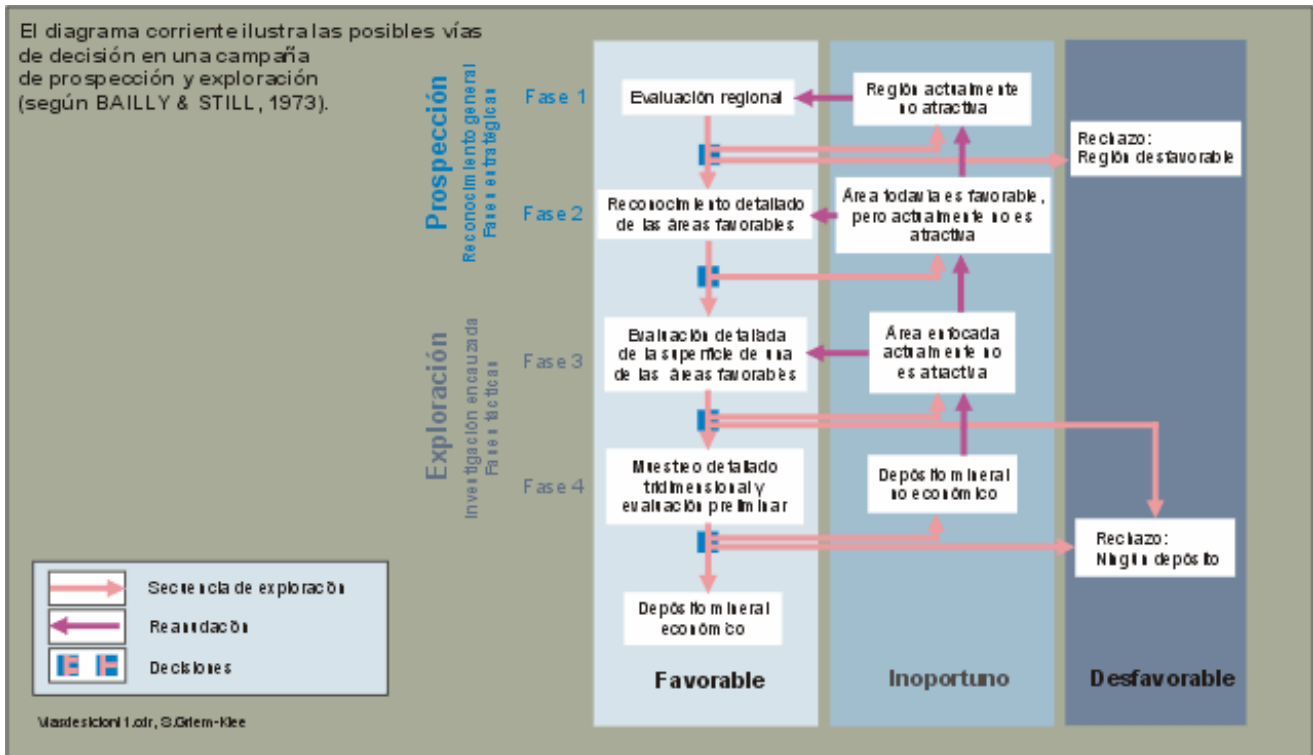 El diagrama corriente ilustra las posibles vías
de decisión en una campaña
de prospección y exploración
(según BAILLY & STILL, 1973).
Prospección
Reconocimiento general
Fases estratégicas
Fase 1
Evaluación regional
Región actualmente
no atractiva
Rechazo:
Región desfavorable
Fase 2
Reconocimiento detallado
de las áreas favorables
Área todavía es favorable,
pero actualmente no es
atractiva
Exploración
Investigación encauzada
Fases tácticas
Fase 3
Evaluación detallada
de la superficie de una
de las áreas favorables
Área enfocada
actualmente no
es atractiva
Fase 4
Muestreo detallado
tridimensional y
evaluación preliminar
Depósito mineral
no económico
Rechazo:
Ningún depósito
Depósito mineral
económico
Favorable
Inoportuno
Desfavorable
Secuencia de exploración
Reanudación
Decisiones
S.Griem-Klee